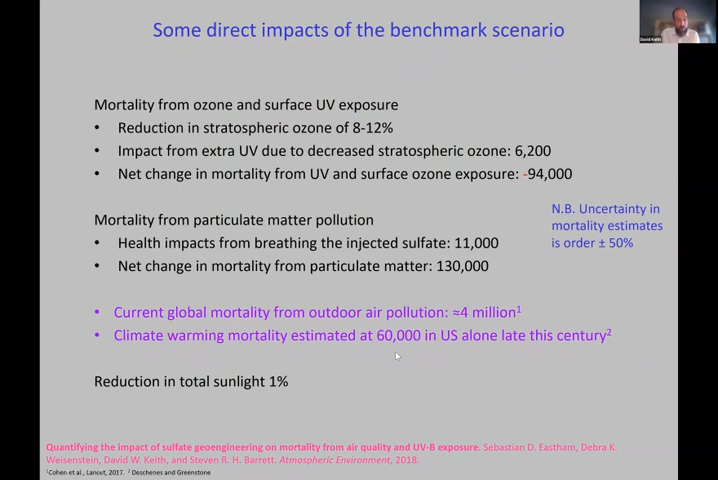 Some direct impacts of the benchmark scenario
David Keith
Mortality from ozone and surface UV exposure
• Reduction in stratospheric ozone of 8-12%
• Impact from extra UV due to decreased stratospheric ozone: 6,200
• Net change in mortality from UV and surface ozone exposure: -94,000
N.B. Uncertainty in
mortality estimates
is order ± 50%
Mortality from particulate matter pollution
• Health impacts from breathing the injected sulfate: 11,000
• Net change in mortality from particulate matter: 130,000
• Current global mortality from outdoor air pollution: ≈4 million¹
• Climate warming mortality estimated at 60,000 in US alone late this century²
Reduction in total sunlight 1%
Quantifying the impact of sulfate geoengineering on mortality from air quality and UV-B exposure. Sebastian D. Eastham, Debra K.
Weisenstein, David W. Keith, and Steven R. H. Barrett. Atmospheric Environment, 2018.
¹Cohen et al., Lancet, 2017. ² Deschenes and Greenstone